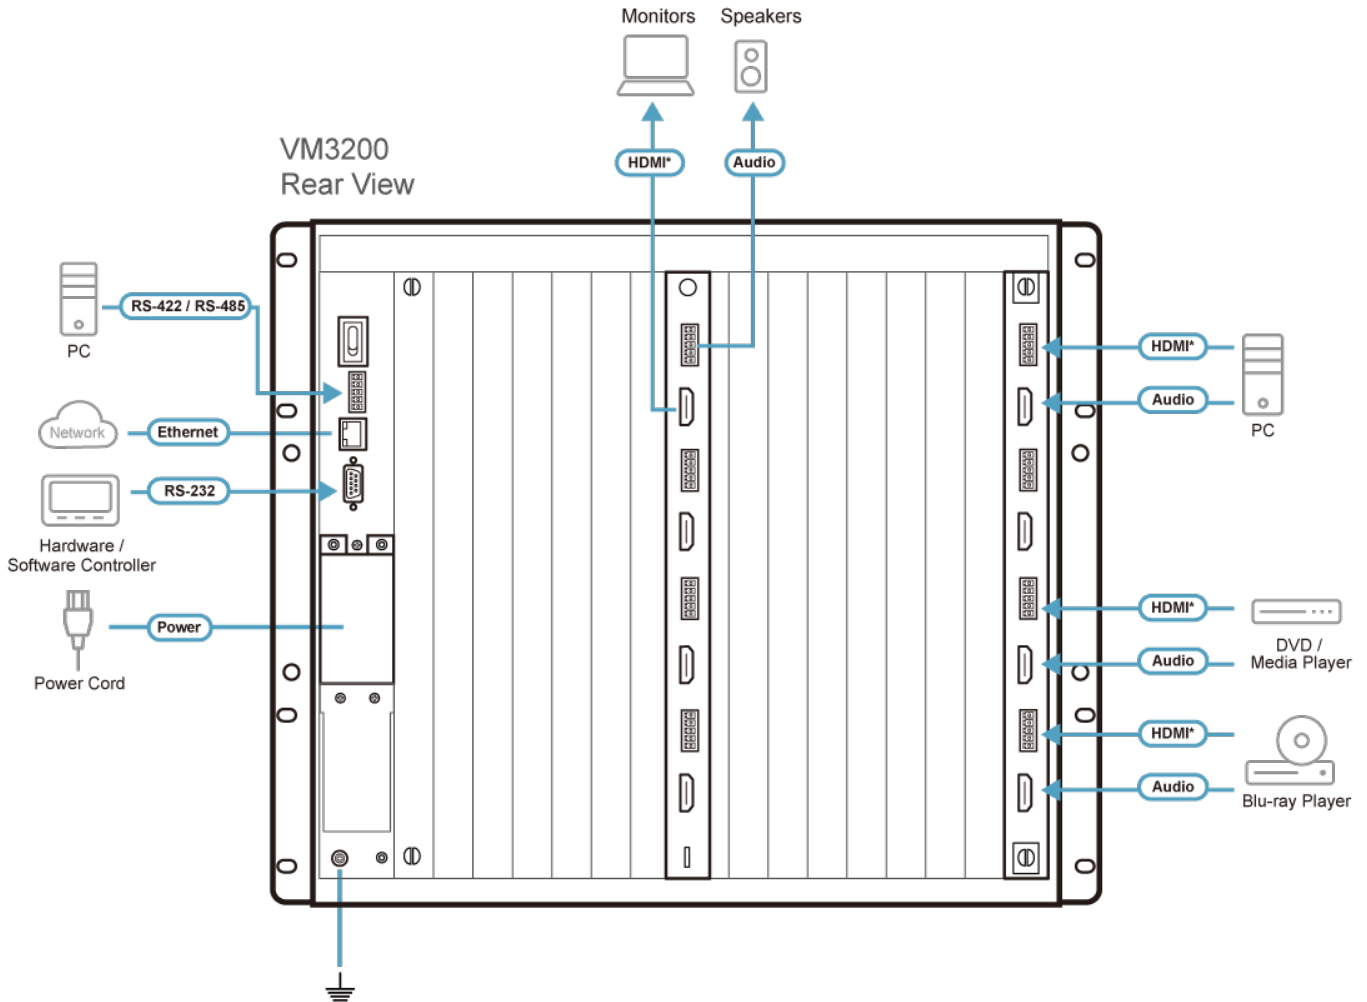 Monitors
Speakers
HDMI*
Audio
VM3200
Rear View
RS-422 / RS-485
PC
Network
Ethernet
RS-232
Hardware /
Software Controller
Power
Power Cord
HDMI*
Audio
PC
HDMI*
Audio
DVD /
Media Player
HDMI*
Audio
Blu-ray Player